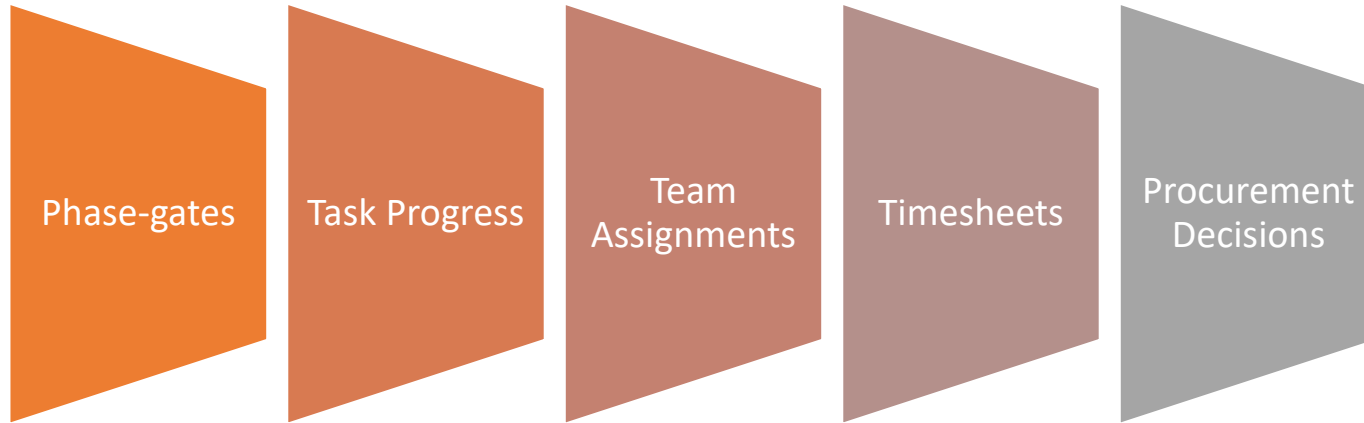 Phase-gates
Task Progress
Team
Assignments
Timesheets
Procurement
Decisions